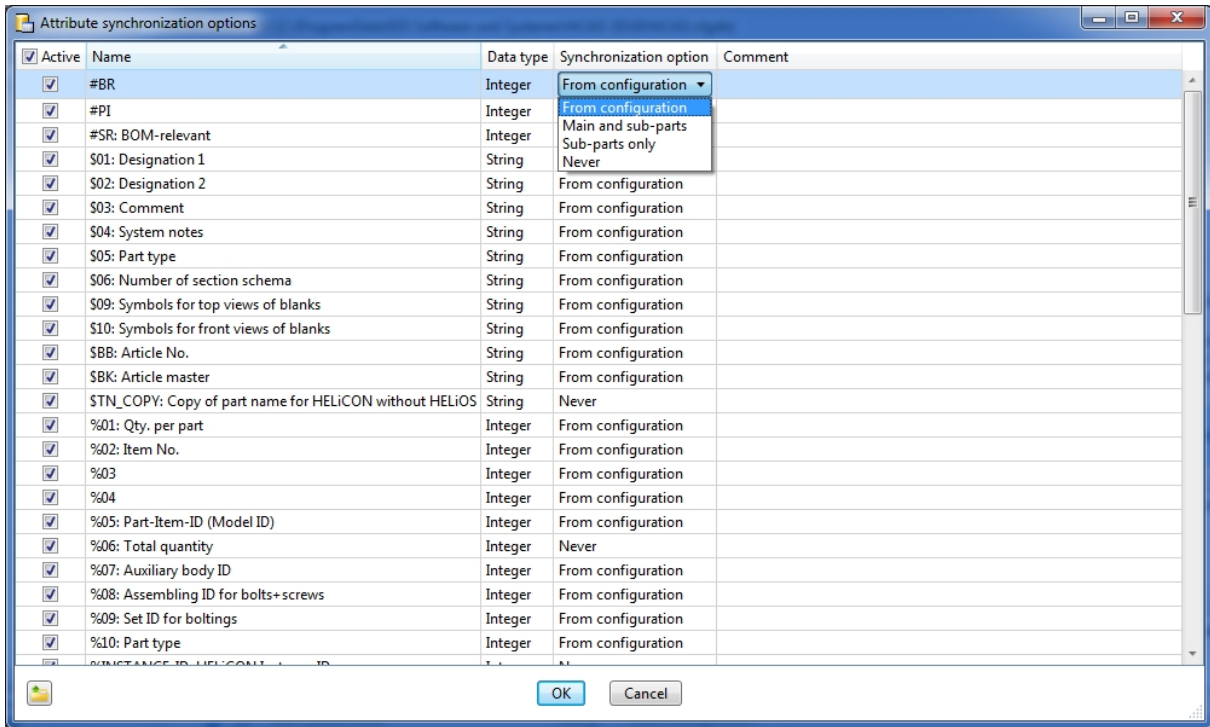 Attribute synchronization options
Active Name Data type Synchronization option Comment
#BR Integer From configuration
#PI Integer From configuration
#SR: BOM-relevant Integer Main and sub-parts
$01: Designation 1 String Sub-parts only
Never
$02: Designation 2 String From configuration
$03: Comment String From configuration
$04: System notes String From configuration
$05: Part type String From configuration
$06: Number of section schema String From configuration
$09: Symbols for top views of blanks String From configuration
$10: Symbols for front views of blanks String From configuration
$BB: Article No. String From configuration
$BK: Article master String From configuration
$TN_COPY: Copy of part name for HELiCON without HELiOS String Never
%01: Qty. per part Integer From configuration
%02: Item No. Integer From configuration
%03 Integer From configuration
%04 Integer From configuration
%05: Part-Item-ID (Model ID) Integer From configuration
%06: Total quantity Integer Never
%07: Auxiliary body ID Integer From configuration
%08: Assembling ID for bolts+screws Integer From configuration
%09: Set ID for boltings Integer From configuration
%10: Part type Integer From configuration
OK Cancel